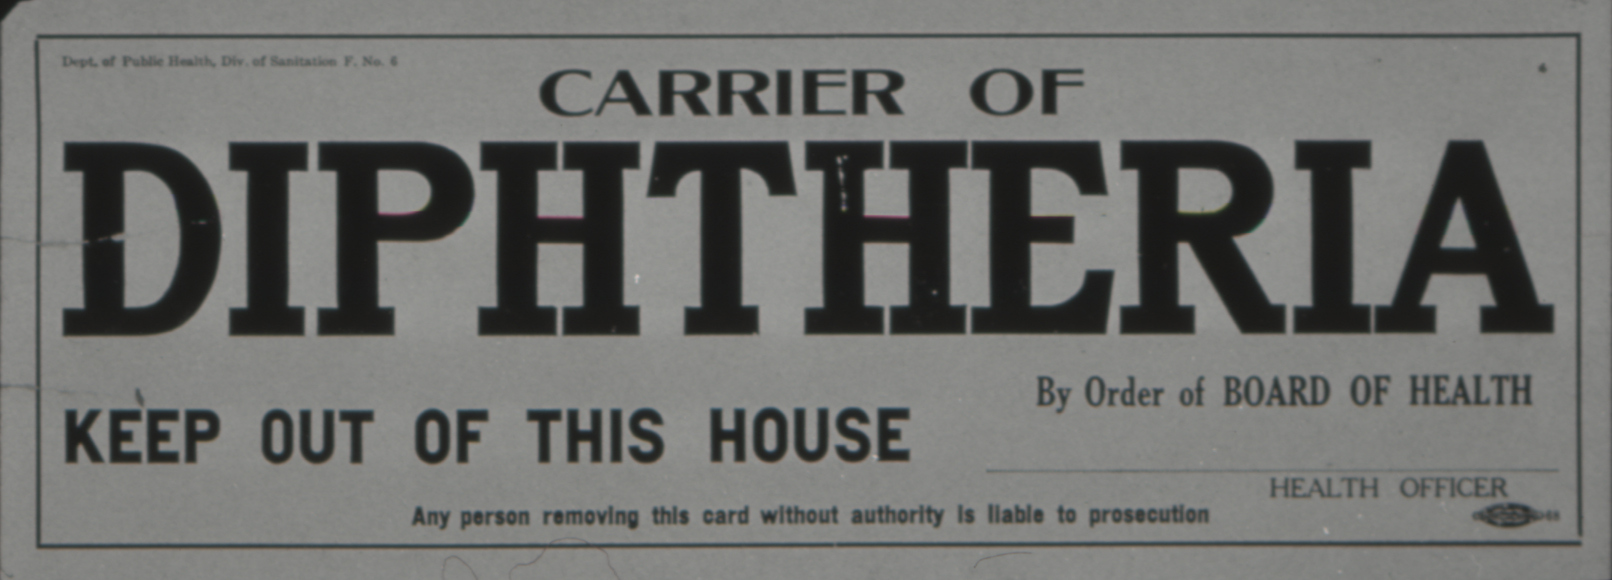 Dept. of Public Health, Div. of Sanitation F. No. 6
6
CARRIER OF
DIPHTHERIA
By Order of BOARD OF HEALTH
KEEP OUT OF THIS HOUSE
HEALTH OFFICER
Any person removing this card without authority is liable to prosecution